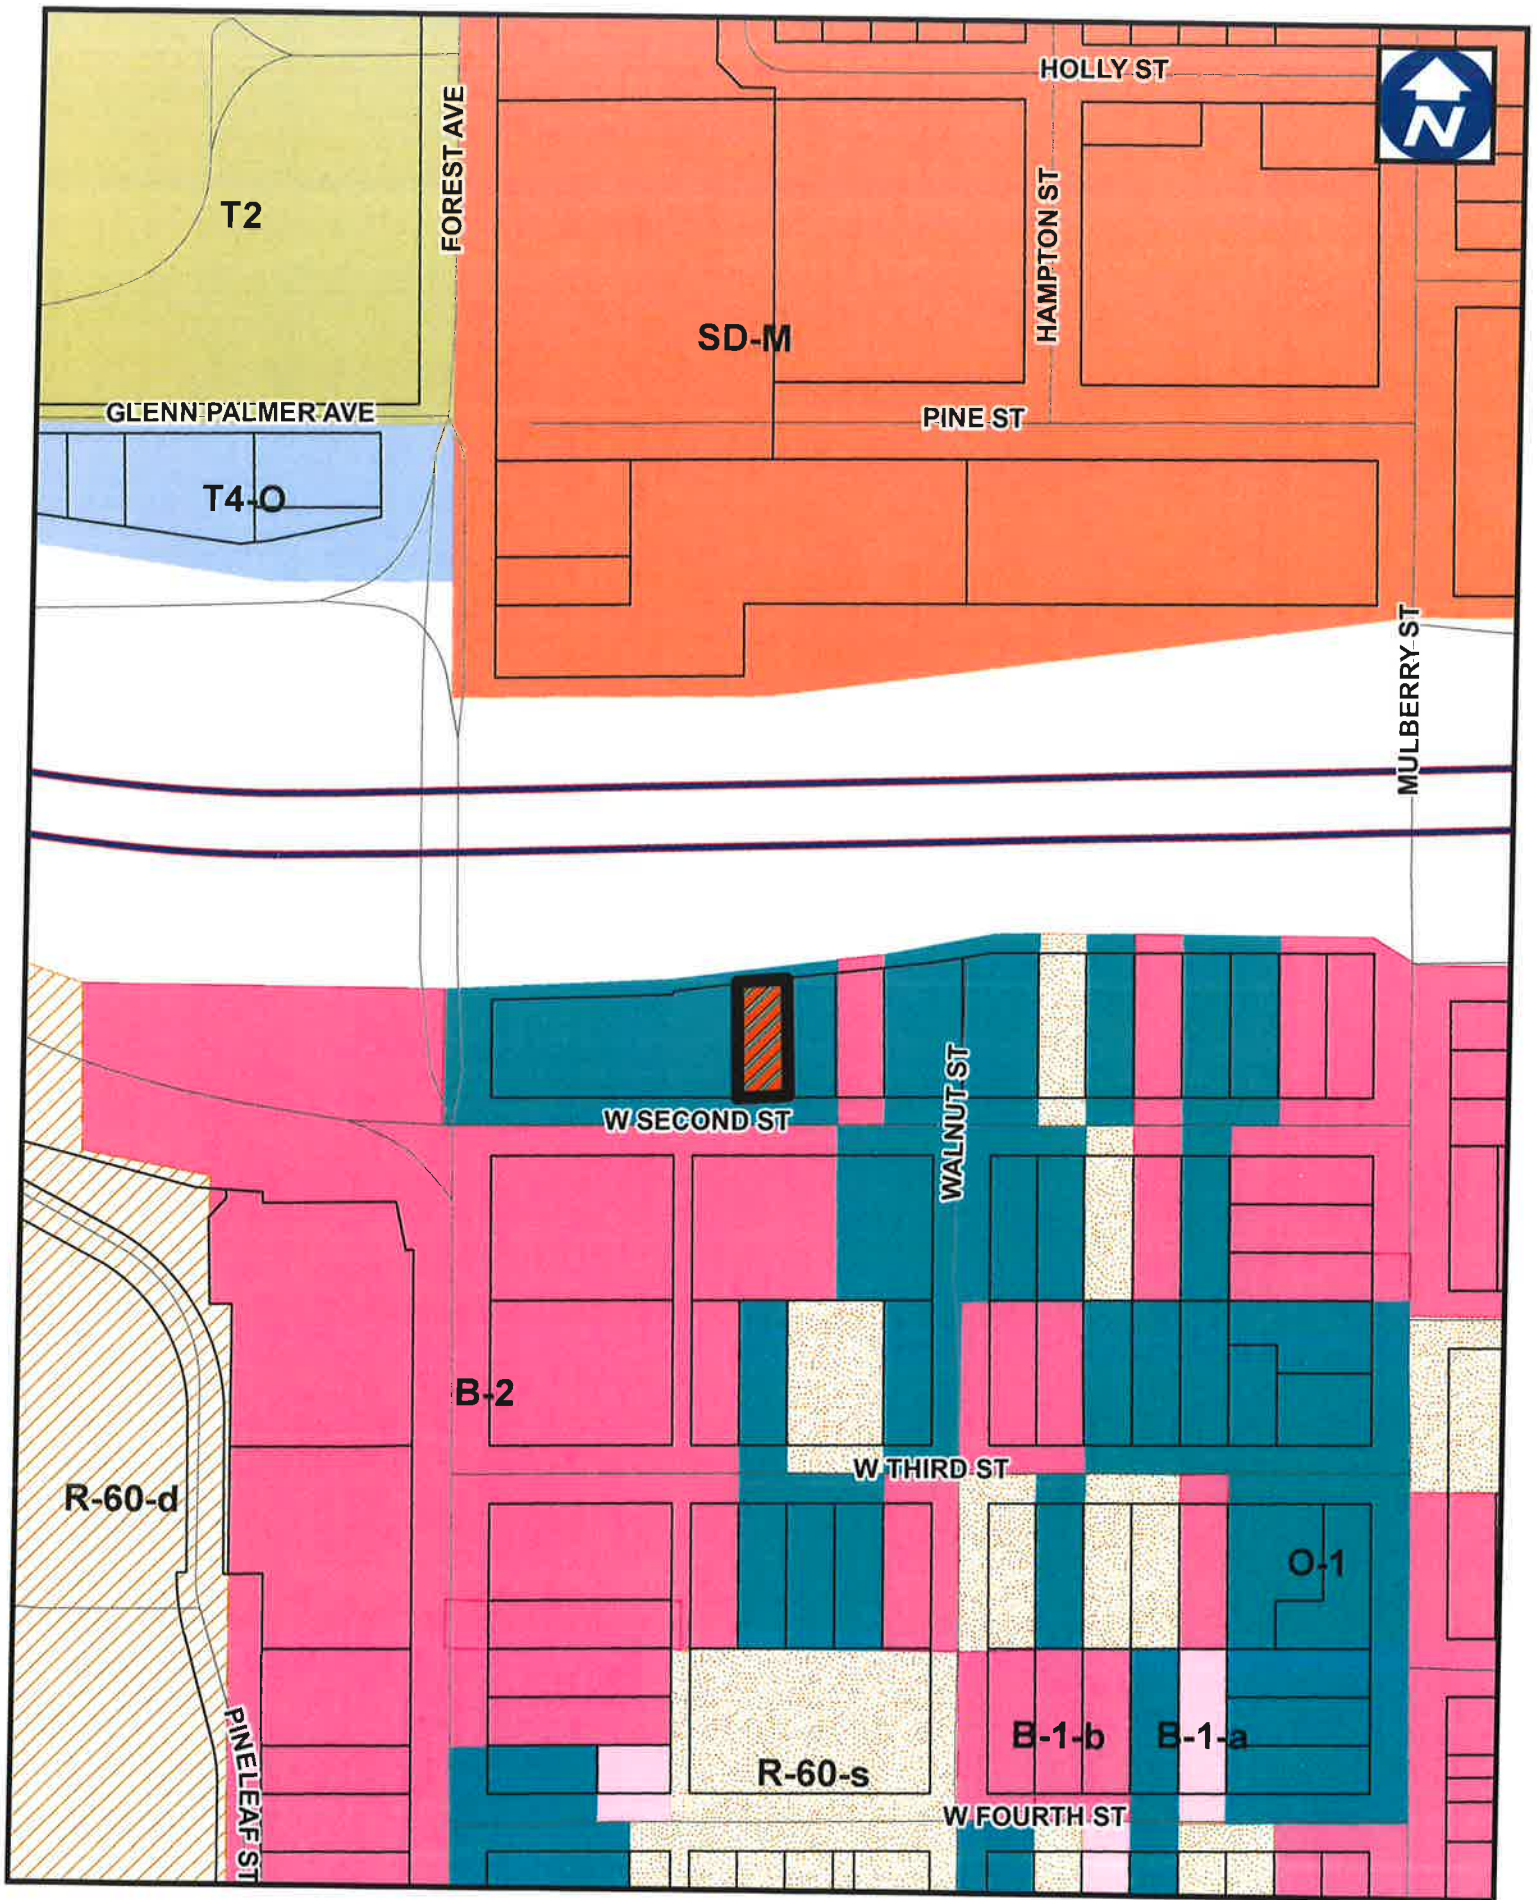 HOLLY ST
N
FOREST AVE
HAMPTON ST
T2
SD-M
GLENN PALMER AVE
PINE ST
T4-O
MULBERRY ST
WALNUT ST
W SECOND ST
B-2
W THIRD ST
R-60-d
O-1
PINELEAF ST
B-1-b
B-1-a
R-60-s
W FOURTH ST